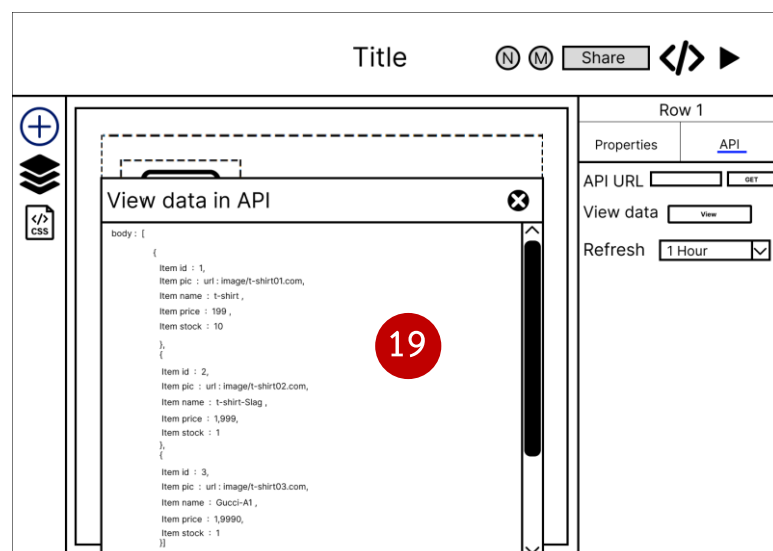 Title
N M Share </>
Row 1
Properties API
API URL GET
View data View
Refresh 1 Hour
</>
CSS
View data in API
body : [
{
Item id : 1,
Item pic : url : image/t-shirt01.com,
Item name : t-shirt ,
Item price : 199 ,
Item stock : 10
},
{
Item id : 2,
Item pic : url : image/t-shirt02.com,
Item name : t-shirt-Slag ,
Item price : 1,999,
Item stock : 1
},
{
Item id : 3,
Item pic : url : image/t-shirt03.com,
Item name : Gucci-A1 ,
Item price : 1,9990,
Item stock : 1
}]
19